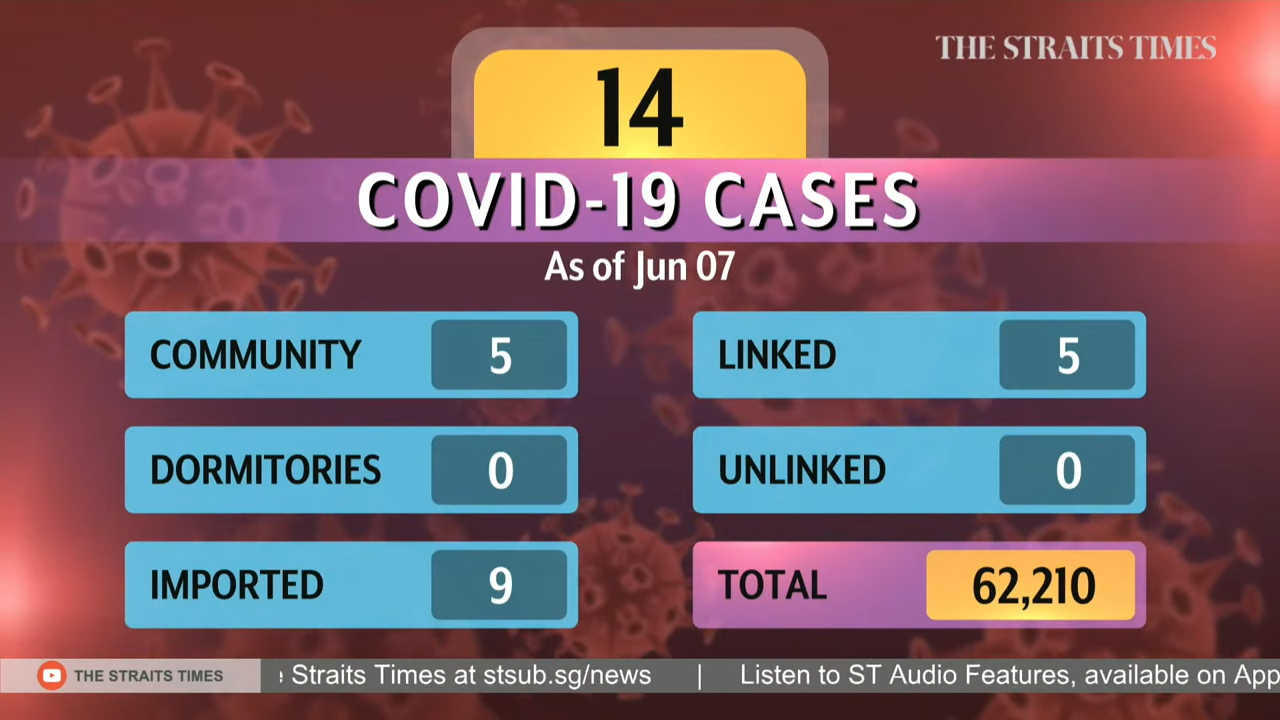 THE STRAITS TIMES
14
COVID-19 CASES
As of Jun 07
COMMUNITY 5
LINKED 5
DORMITORIES 0
UNLINKED 0
IMPORTED 9
TOTAL 62,210
THE STRAITS TIMES
Straits Times at stsub.sg/news | Listen to ST Audio Features, available on App